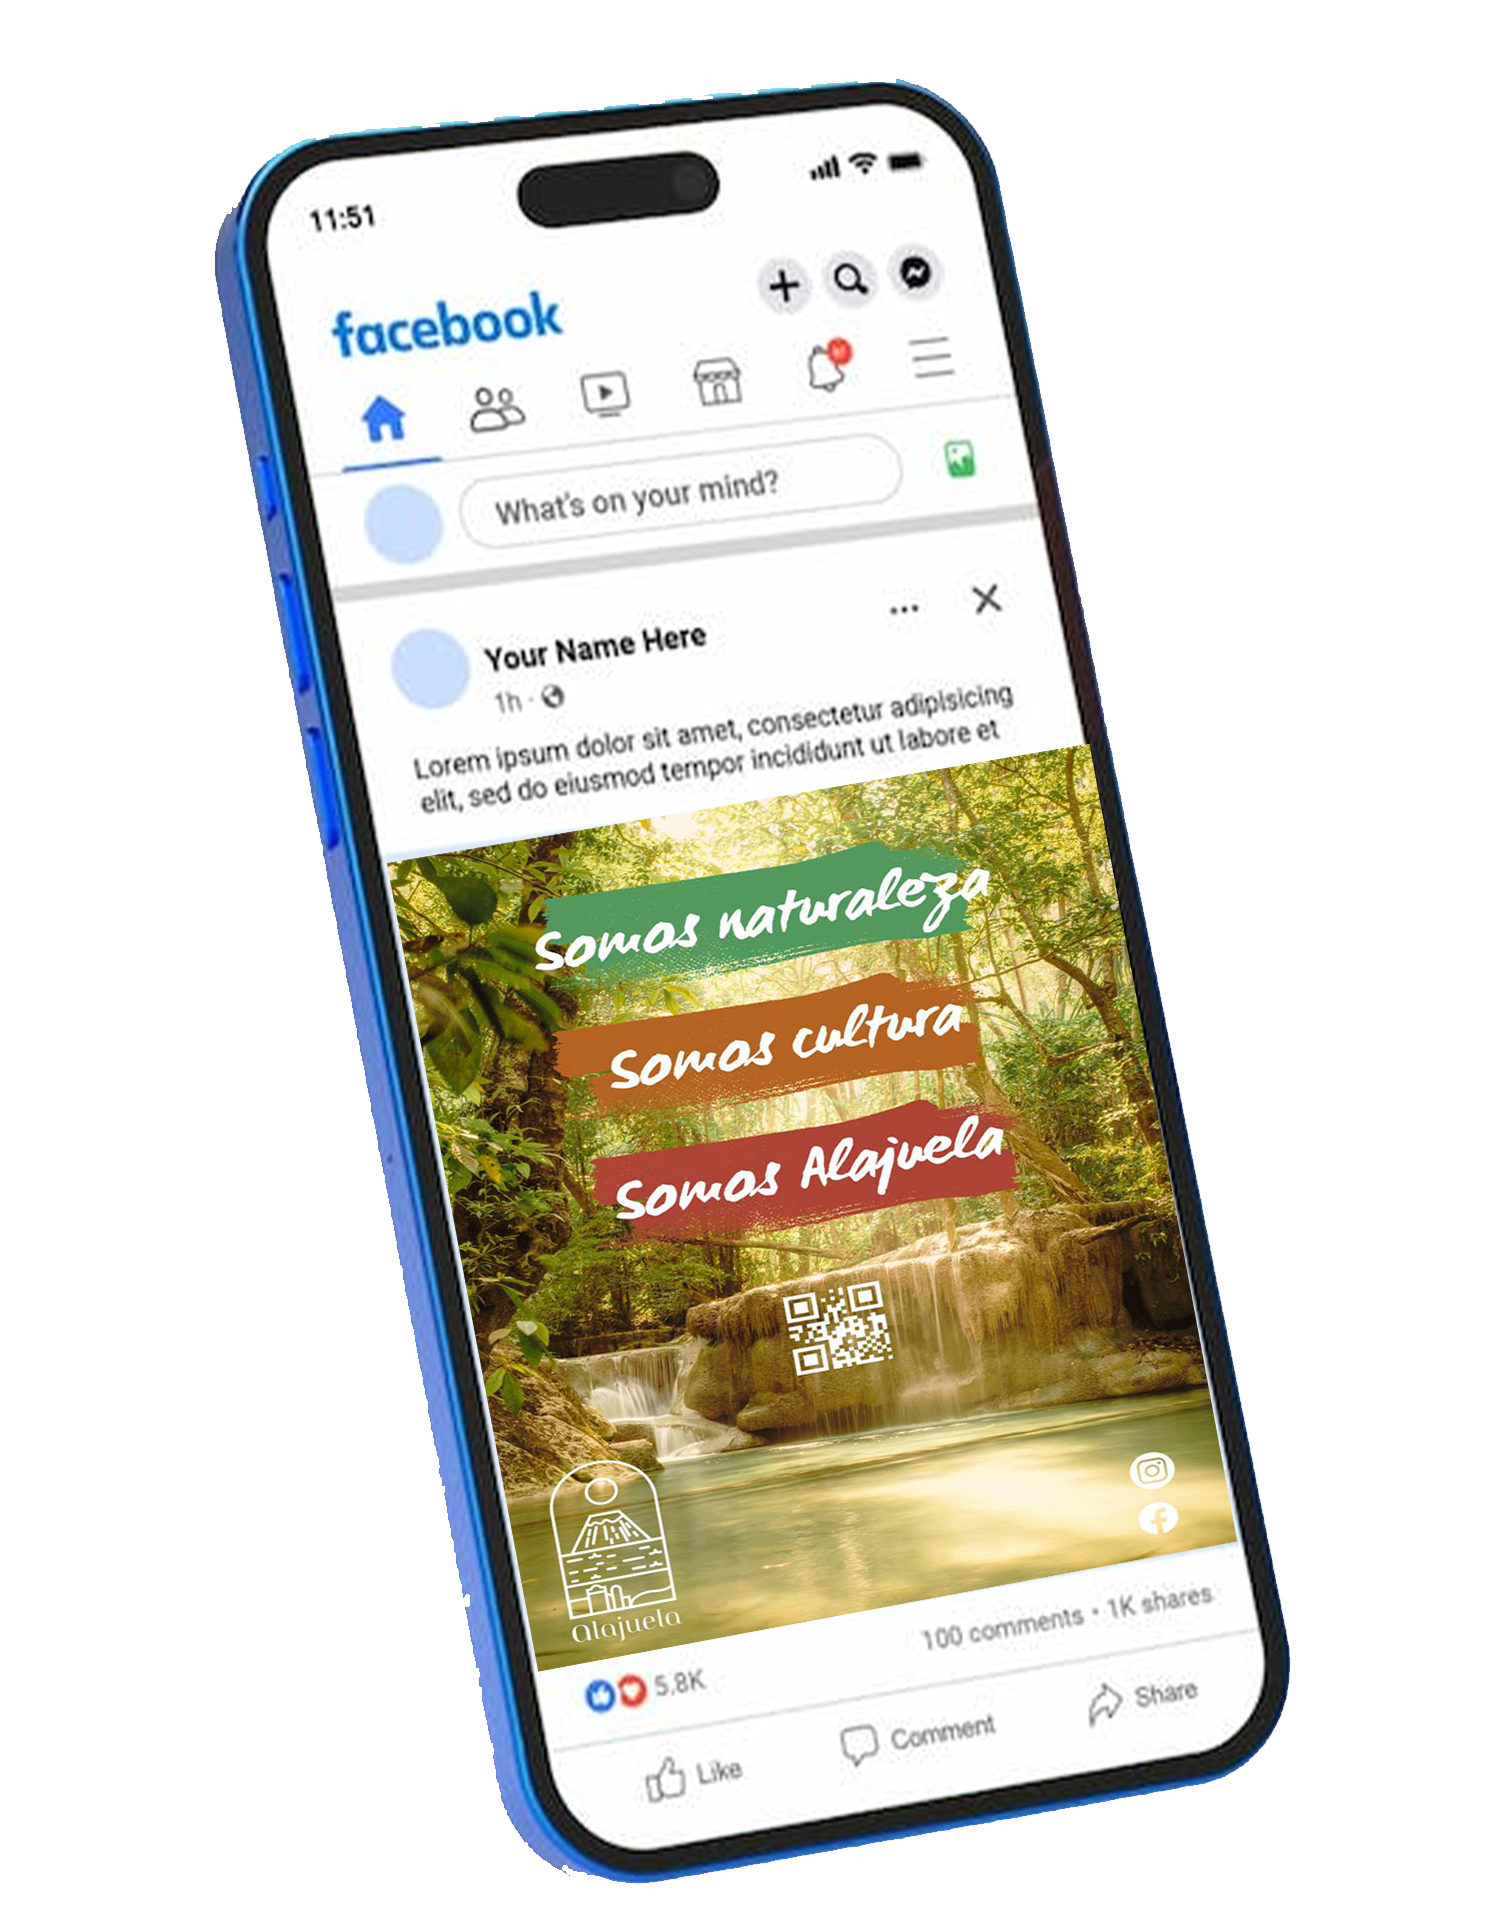 11:51
facebook
What's on your mind?
Your Name Here
1h ·
Lorem ipsum dolor sit amet, consectetur adipisicing
elit, sed do eiusmod tempor incididunt ut labore et
Somos naturaleza
Somos cultura
Somos Alajuela
alajuela
100 comments • 1K shares
5,8K
Like
Comment
Share